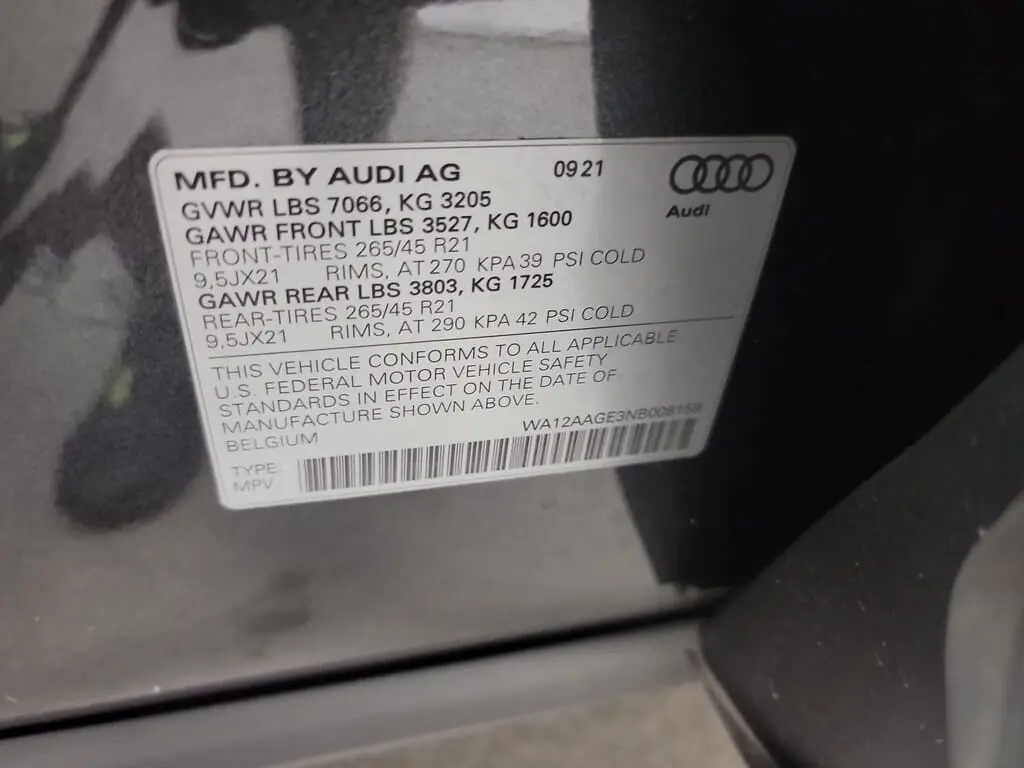 MFD. BY AUDI AG 0921
Audi
GVWR LBS 7066, KG 3205
GAWR FRONT LBS 3527, KG 1600
FRONT-TIRES 265/45 R21
9,5JX21 RIMS, AT 270 KPA 39 PSI COLD
GAWR REAR LBS 3803, KG 1725
REAR-TIRES 265/45 R21
9,5JX21 RIMS, AT 290 KPA 42 PSI COLD
THIS VEHICLE CONFORMS TO ALL APPLICABLE
U.S. FEDERAL MOTOR VEHICLE SAFETY
STANDARDS IN EFFECT ON THE DATE OF
MANUFACTURE SHOWN ABOVE.
BELGIUM WA12AAGE3NB008159
TYPE:
MPV